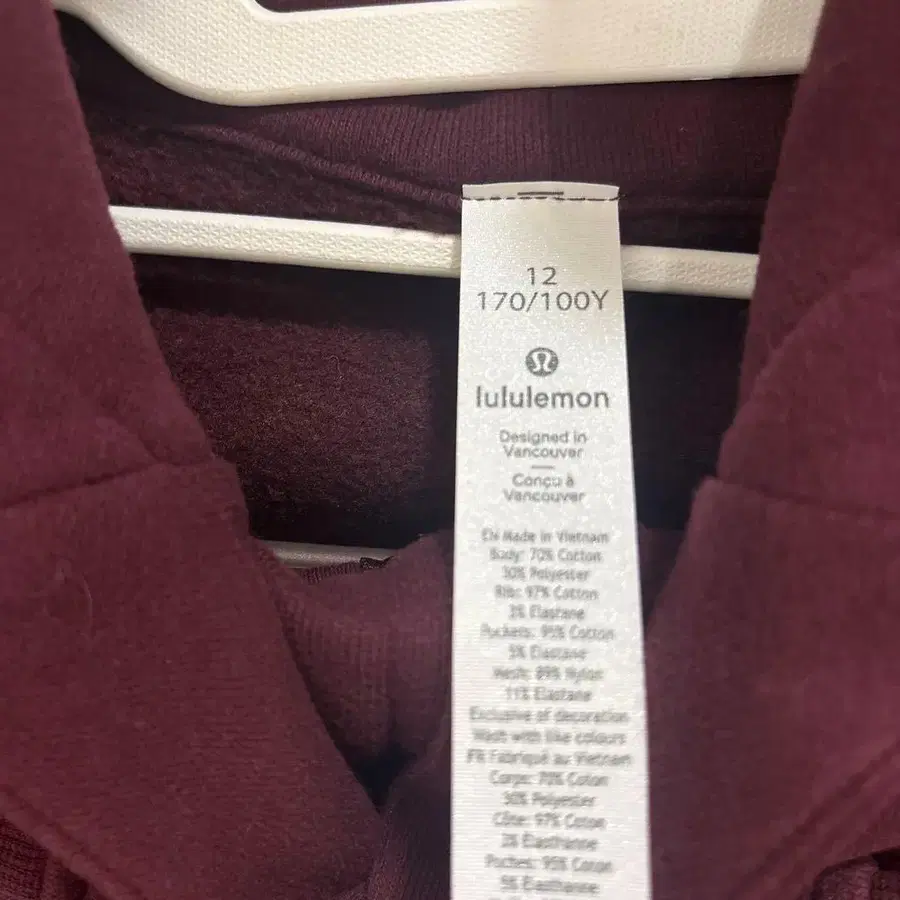 12
170/100Y
lululemon
Designed in
Vancouver
Conçu à
Vancouver
EN Made in Vietnam
Body: 70% Cotton
30% Polyester
Rib: 97% Cotton
3% Elastane
Pockets: 95% Cotton
5% Elastane
Mesh: 89% Nylon
11% Elastane
Exclusive of decoration
Wash with like colours
FR Fabriqué au Vietnam
Corps: 70% Coton
30% Polyester
Côte: 97% Coton
3% Élasthanne
Poches: 95% Coton
5% Élasthanne